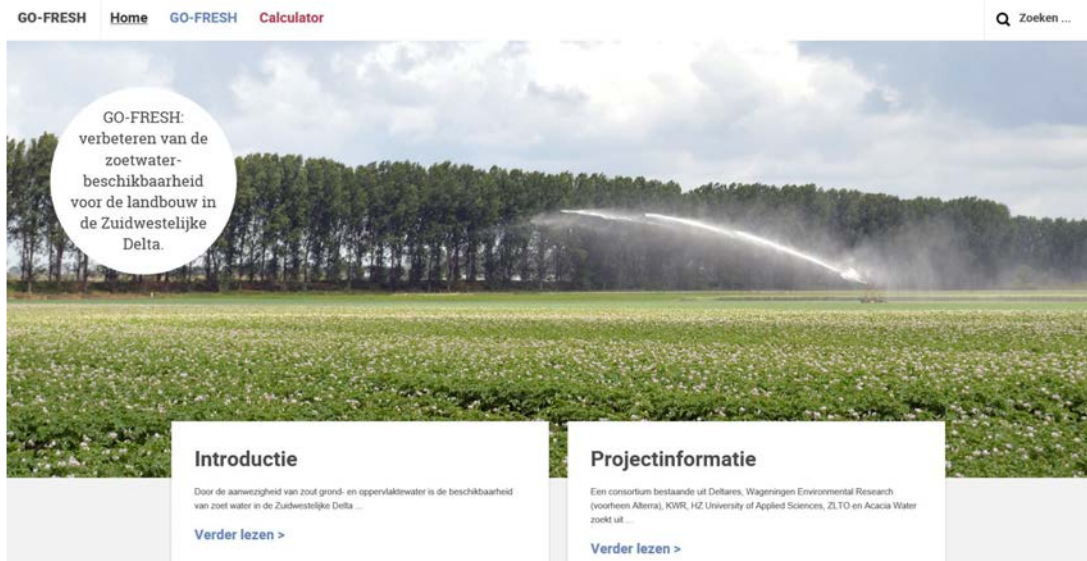 GO-FRESH Home GO-FRESH Calculator Zoeken ...
GO-FRESH:
verbeteren van de
zoetwater-
beschikbaarheid
voor de landbouw in
de Zuidwestelijke
Delta.
Introductie
Door de aanwezigheid van zout grond- en oppervlaktewater is de beschikbaarheid
van zoet water in de Zuidwestelijke Delta ...
Verder lezen >
Projectinformatie
Een consortium bestaande uit Deltares, Wageningen Environmental Research
(voorheen Alterra), KWR, HZ University of Applied Sciences, ZLTO en Acacia Water
zoekt uit ...
Verder lezen >